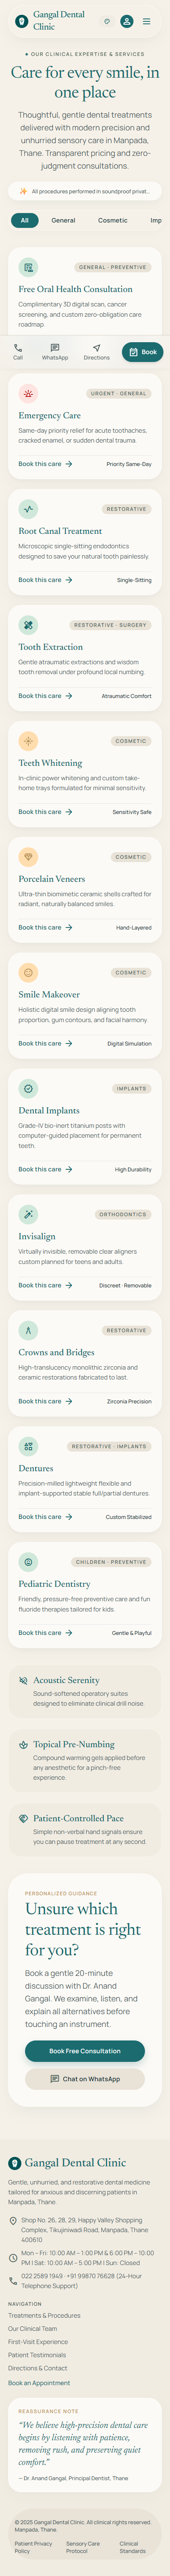 Gangal Dental
Clinic
OUR CLINICAL EXPERTISE & SERVICES
Care for every smile, in
one place
Thoughtful, gentle dental treatments
delivered with modern precision and
unhurried sensory care in Manpada,
Thane. Transparent pricing and zero-
judgment consultations.
All procedures performed in soundproof privat...
All General Cosmetic Imp
GENERAL · PREVENTIVE
Free Oral Health Consultation
Complimentary 3D digital scan, cancer
screening, and custom zero-obligation care
roadmap.
Call WhatsApp Directions Book
URGENT · GENERAL
Emergency Care
Same-day priority relief for acute toothaches,
cracked enamel, or sudden dental trauma.
Book this care → Priority Same-Day
RESTORATIVE
Root Canal Treatment
Microscopic single-sitting endodontics
designed to save your natural tooth painlessly.
Book this care → Single-Sitting
RESTORATIVE · SURGERY
Tooth Extraction
Gentle atraumatic extractions and wisdom
tooth removal under profound local numbing.
Book this care → Atraumatic Comfort
COSMETIC
Teeth Whitening
In-clinic power whitening and custom take-
home trays formulated for minimal sensitivity.
Book this care → Sensitivity Safe
COSMETIC
Porcelain Veneers
Ultra-thin biomimetic ceramic shells crafted for
radiant, naturally balanced smiles.
Book this care → Hand-Layered
COSMETIC
Smile Makeover
Holistic digital smile design aligning tooth
proportion, gum contours, and facial harmony.
Book this care → Digital Simulation
IMPLANTS
Dental Implants
Grade-IV bio-inert titanium posts with
computer-guided placement for permanent
teeth.
Book this care → High Durability
ORTHODONTICS
Invisalign
Virtually invisible, removable clear aligners
custom planned for teens and adults.
Book this care → Discreet · Removable
RESTORATIVE
Crowns and Bridges
High-translucency monolithic zirconia and
ceramic restorations fabricated to last.
Book this care → Zirconia Precision
RESTORATIVE · IMPLANTS
Dentures
Precision-milled lightweight flexible and
implant-supported stable full/partial dentures.
Book this care → Custom Stabilized
CHILDREN · PREVENTIVE
Pediatric Dentistry
Friendly, pressure-free preventive care and fun
fluoride therapies tailored for kids.
Book this care → Gentle & Playful
Acoustic Serenity
Sound-softened operatory suites
designed to eliminate clinical drill noise.
Topical Pre-Numbing
Compound warming gels applied before
any anesthetic for a pinch-free
experience.
Patient-Controlled Pace
Simple non-verbal hand signals ensure
you can pause treatment at any second.
PERSONALIZED GUIDANCE
Unsure which
treatment is right
for you?
Book a gentle 20-minute
discussion with Dr. Anand
Gangal. We examine, listen, and
explain all alternatives before
touching an instrument.
Book Free Consultation
Chat on WhatsApp
Gangal Dental Clinic
Gentle, unhurried, and restorative dental medicine
tailored for anxious and discerning patients in
Manpada, Thane.
Shop No. 26, 28, 29, Happy Valley Shopping
Complex, Tikujiniwadi Road, Manpada, Thane
400610
Mon – Fri: 10:00 AM – 1:00 PM & 6:00 PM – 10:00
PM | Sat: 10:00 AM – 5:00 PM | Sun: Closed
022 2589 1949 · +91 99870 76628 (24-Hour
Telephone Support)
NAVIGATION
Treatments & Procedures
Our Clinical Team
First-Visit Experience
Patient Testimonials
Directions & Contact
Book an Appointment
REASSURANCE NOTE
“We believe high-precision dental care
begins by listening with patience,
removing rush, and preserving quiet
comfort.”
— Dr. Anand Gangal, Principal Dentist, Thane
© 2025 Gangal Dental Clinic. All clinical rights reserved.
Manpada, Thane.
Patient Privacy Sensory Care Clinical
Policy Protocol Standards